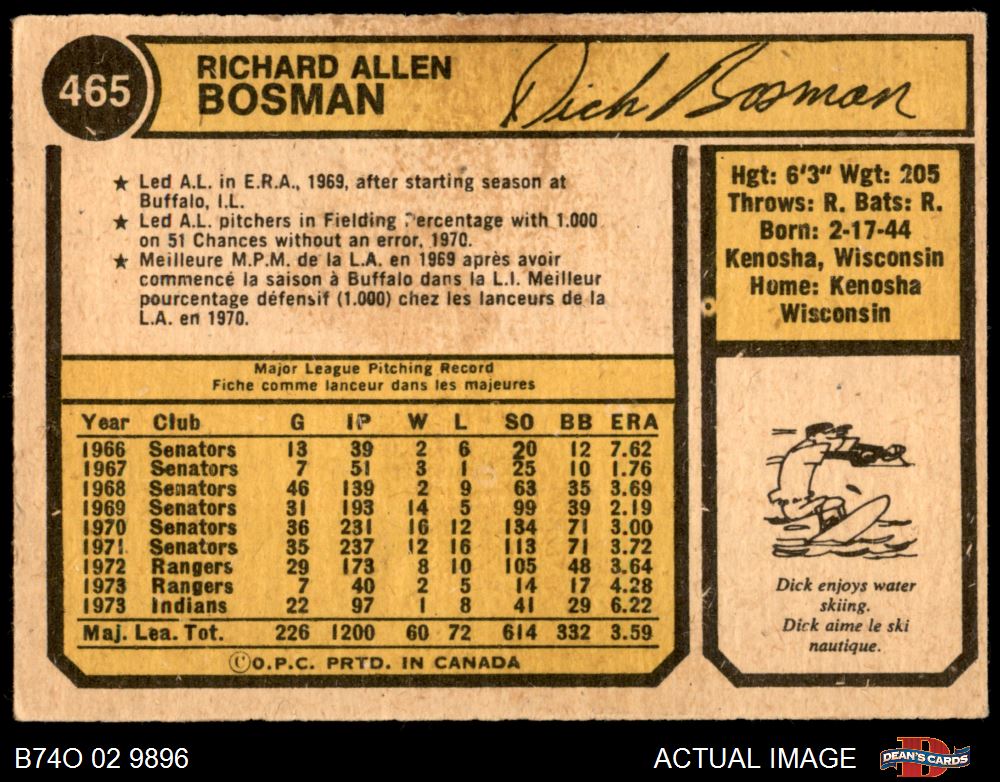 465
RICHARD ALLEN
BOSMAN
Dick Bosman
★ Led A.L. in E.R.A., 1969, after starting season at
Buffalo, I.L.
★ Led A.L. pitchers in Fielding Percentage with 1.000
on 51 Chances without an error, 1970.
★ Meilleure M.P.M. de la L.A. en 1969 après avoir
commencé la saison à Buffalo dans la L.I. Meilleur
pourcentage défensif (1.000) chez les lanceurs de la
L.A. en 1970.
Hgt: 6'3" Wgt: 205
Throws: R. Bats: R.
Born: 2-17-44
Kenosha, Wisconsin
Home: Kenosha
Wisconsin
Major League Pitching Record
Fiche comme lanceur dans les majeures
Year Club G IP W L SO BB ERA
1966 Senators 13 39 2 6 20 12 7.62
1967 Senators 7 51 3 1 25 10 1.76
1968 Senators 46 139 2 9 63 35 3.69
1969 Senators 31 193 14 5 99 39 2.19
1970 Senators 36 231 16 12 134 71 3.00
1971 Senators 35 237 12 16 113 71 3.72
1972 Rangers 29 173 8 10 105 48 3.64
1973 Rangers 7 40 2 5 14 17 4.28
1973 Indians 22 97 1 8 41 29 6.22
Maj. Lea. Tot. 226 1200 60 72 614 332 3.59
©O.P.C. PRTD. IN CANADA
Dick enjoys water
skiing.
Dick aime le ski
nautique.
B74O 02 9896
ACTUAL IMAGE
DEAN'S CARDS